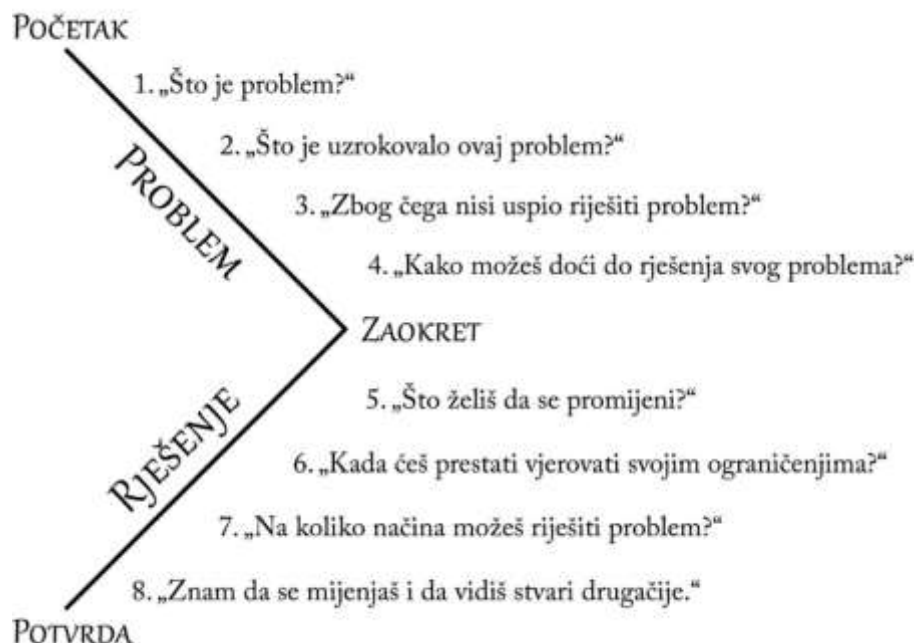 POČETAK
1. „Što je problem?“
2. „Što je uzrokovalo ovaj problem?“
PROBLEM
3. „Zbog čega nisi uspio riješiti problem?“
4. „Kako možeš doći do rješenja svog problema?“
ZAOKRET
5. „Što želiš da se promijeni?“
RJEŠENJE
6. „Kada ćeš prestati vjerovati svojim ograničenjima?“
7. „Na koliko načina možeš riješiti problem?“
8. „Znam da se mijenjaš i da vidiš stvari drugačije.“
POTVRDA